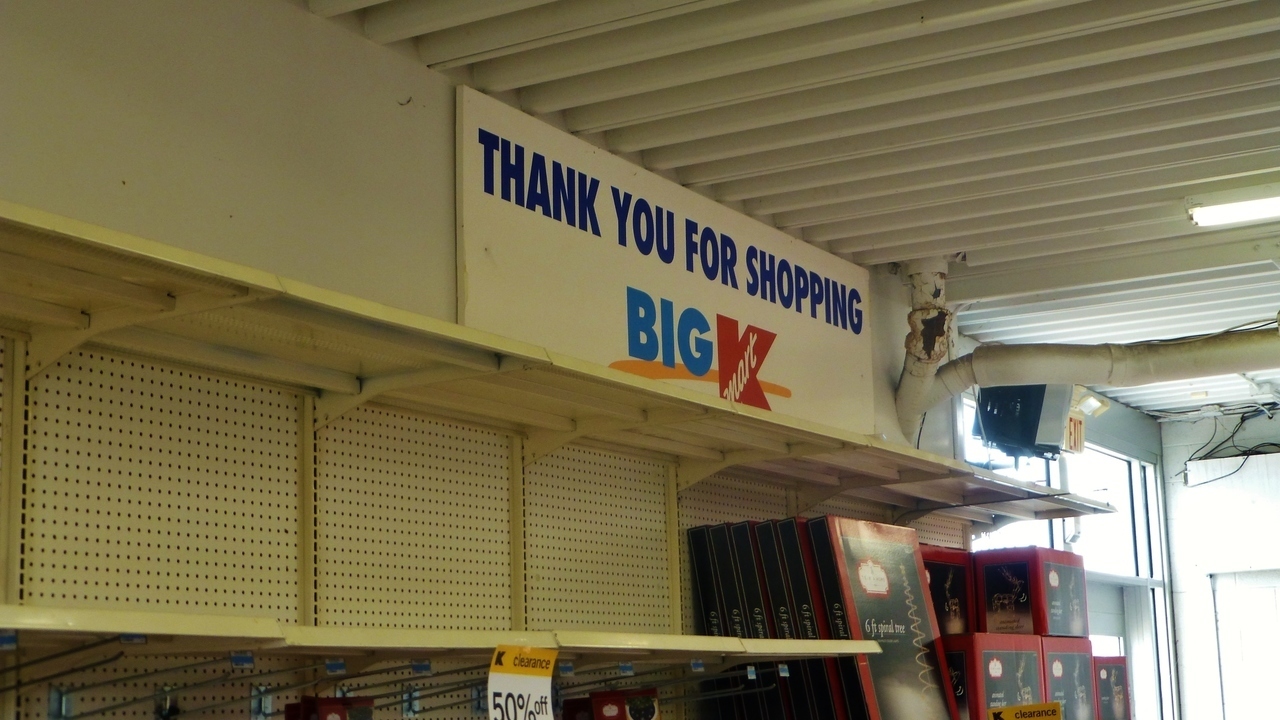 THANK YOU FOR SHOPPING
BIG K
mart
EXIT
6 ft spiral tree
K clearance
50% off
K clearance